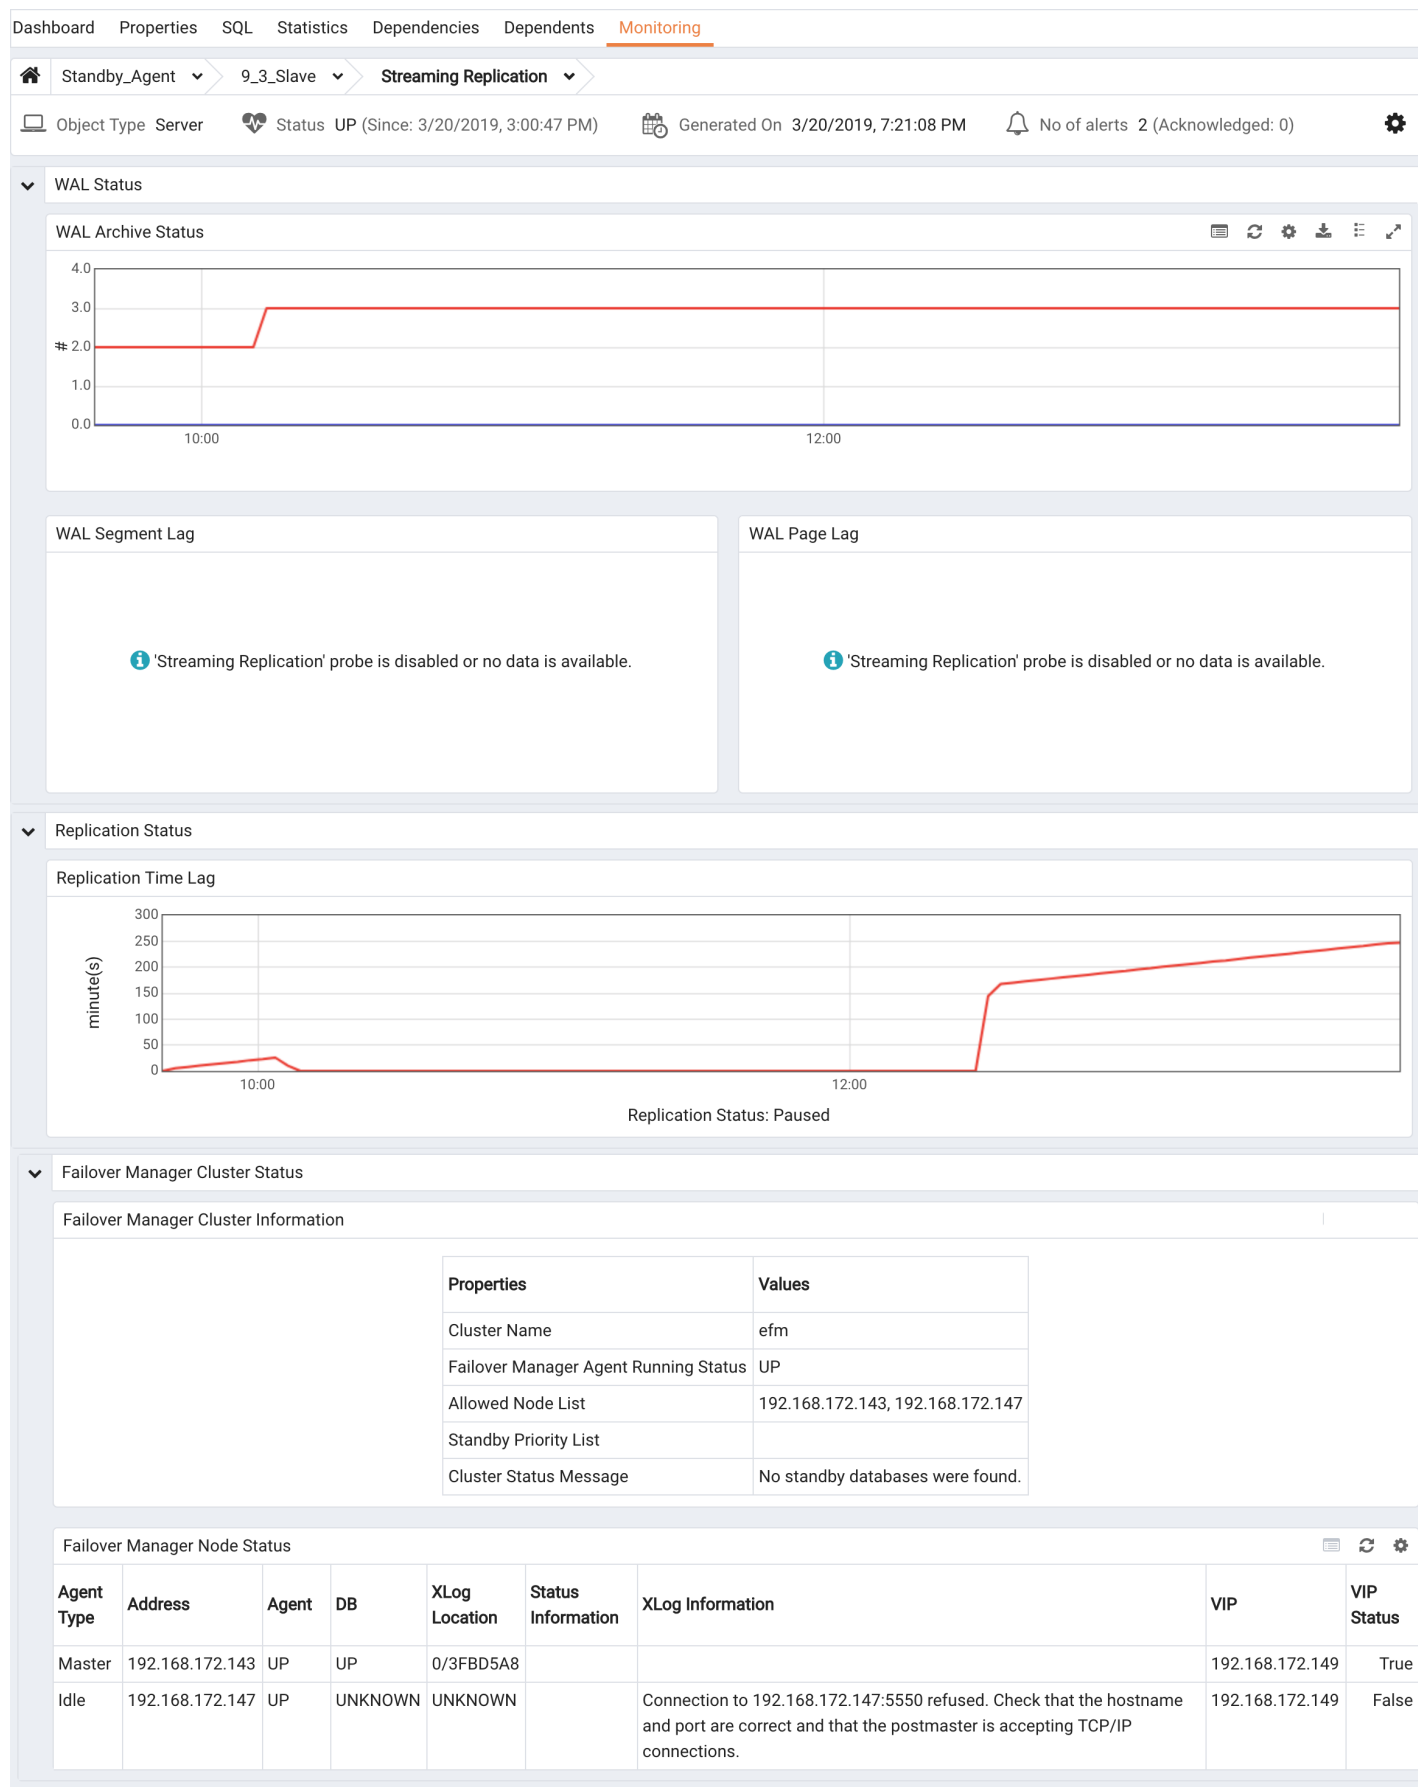 Dashboard Properties SQL Statistics Dependencies Dependents Monitoring
Standby_Agent 9_3_Slave Streaming Replication
Object Type Server Status UP (Since: 3/20/2019, 3:00:47 PM) Generated On 3/20/2019, 7:21:08 PM No of alerts 2 (Acknowledged: 0)
WAL Status
WAL Archive Status
4.0
3.0
# 2.0
1.0
0.0
10:00 12:00
WAL Segment Lag WAL Page Lag
'Streaming Replication' probe is disabled or no data is available. 'Streaming Replication' probe is disabled or no data is available.
Replication Status
Replication Time Lag
minute(s)
300
250
200
150
100
50
0
10:00 12:00
Replication Status: Paused
Failover Manager Cluster Status
Failover Manager Cluster Information
Properties Values
Cluster Name efm
Failover Manager Agent Running Status UP
Allowed Node List 192.168.172.143, 192.168.172.147
Standby Priority List
Cluster Status Message No standby databases were found.
Failover Manager Node Status
Agent Type Address Agent DB XLog Location Status Information XLog Information VIP VIP Status
Master 192.168.172.143 UP UP 0/3FBD5A8 192.168.172.149 True
Idle 192.168.172.147 UP UNKNOWN UNKNOWN Connection to 192.168.172.147:5550 refused. Check that the hostname 192.168.172.149 False
and port are correct and that the postmaster is accepting TCP/IP
connections.